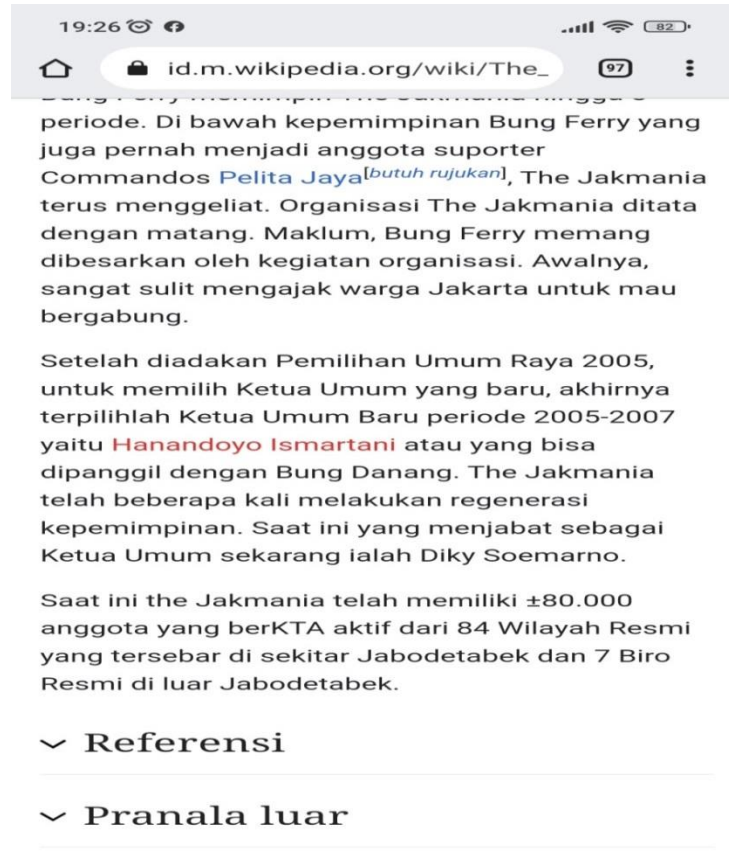 19:26
82
id.m.wikipedia.org/wiki/The_
97
periode. Di bawah kepemimpinan Bung Ferry yang
juga pernah menjadi anggota suporter
Commandos Pelita Jaya[butuh rujukan], The Jakmania
terus menggeliat. Organisasi The Jakmania ditata
dengan matang. Maklum, Bung Ferry memang
dibesarkan oleh kegiatan organisasi. Awalnya,
sangat sulit mengajak warga Jakarta untuk mau
bergabung.
Setelah diadakan Pemilihan Umum Raya 2005,
untuk memilih Ketua Umum yang baru, akhirnya
terpilihlah Ketua Umum Baru periode 2005-2007
yaitu Hanandoyo Ismartani atau yang bisa
dipanggil dengan Bung Danang. The Jakmania
telah beberapa kali melakukan regenerasi
kepemimpinan. Saat ini yang menjabat sebagai
Ketua Umum sekarang ialah Diky Soemarno.
Saat ini the Jakmania telah memiliki ±80.000
anggota yang berKTA aktif dari 84 Wilayah Resmi
yang tersebar di sekitar Jabodetabek dan 7 Biro
Resmi di luar Jabodetabek.
Referensi
Pranala luar